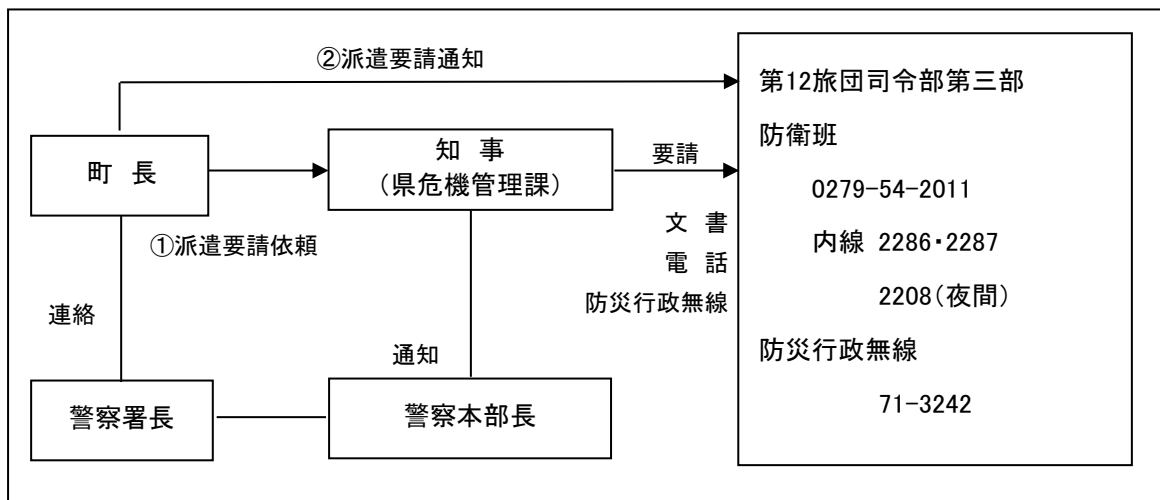 ②派遣要請通知
町 長
知 事
（県危機管理課）
要請
①派遣要請依頼
文 書
電 話
防災行政無線
連絡
通知
警察署長
警察本部長
第12旅団司令部第三部
防衛班
0279-54-2011
内線 2286・2287
2208（夜間）
防災行政無線
71-3242